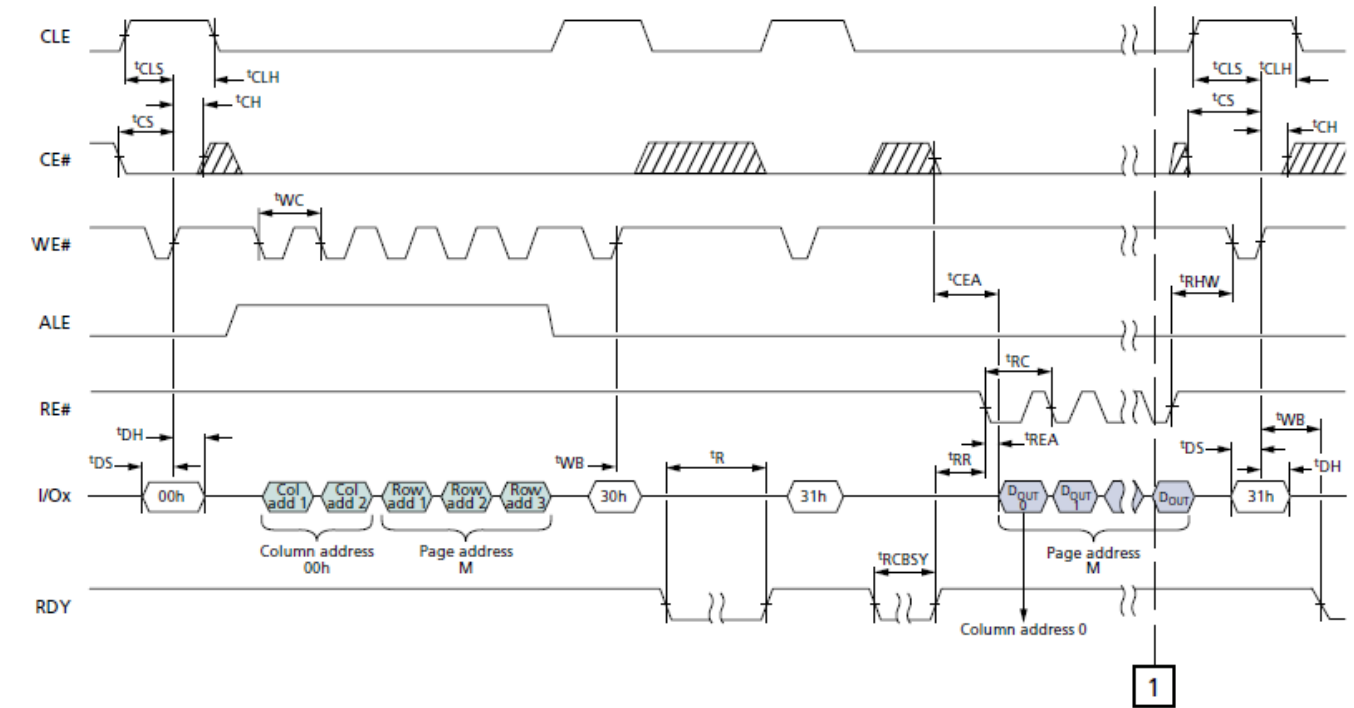 CLE
tCLS
tCLH
tCLS
tCLH
tCH
tCS
tCS
tCH
CE#
tWC
WE#
tCEA
tRHW
ALE
tRC
RE#
tDH
tREA
tWB
tDS
tWB
tR
tRR
tDS
tDH
I/Ox
00h
Col
add 1
Col
add 2
Row
add 1
Row
add 2
Row
add 3
30h
31h
DOUT
0
DOUT
1
DOUT
31h
Column address
00h
Page address
M
Page address
M
tRCBSY
RDY
Column address 0
1